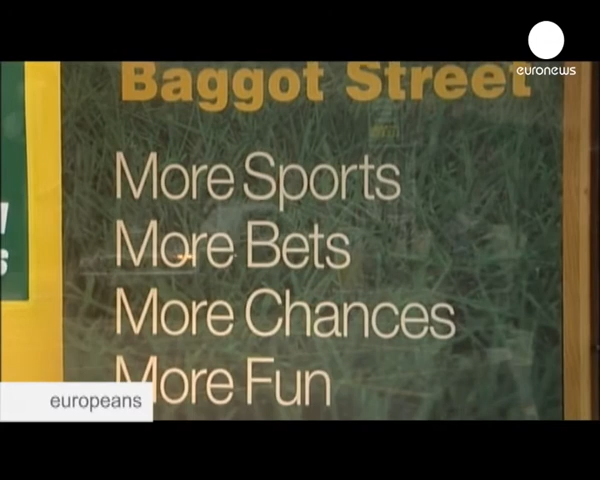 euronews
Baggot Street
More Sports
More Bets
More Chances
More Fun
europeans